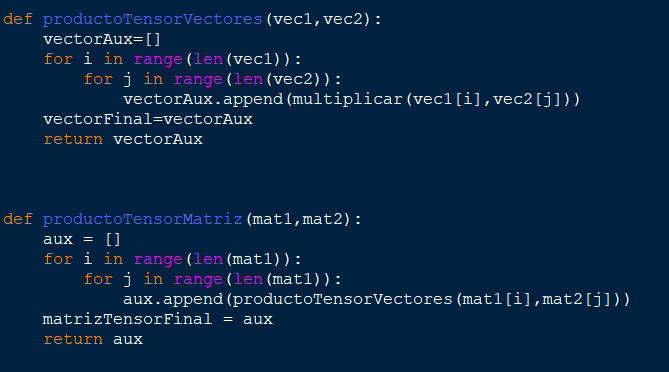 def productoTensorVectores(vec1,vec2):
    vectorAux=[]
    for i in range(len(vec1)):
        for j in range(len(vec2)):
            vectorAux.append(multiplicar(vec1[i],vec2[j]))
    vectorFinal=vectorAux
    return vectorAux
def productoTensorMatriz(mat1,mat2):
    aux = []
    for i in range(len(mat1)):
        for j in range(len(mat1)):
            aux.append(productoTensorVectores(mat1[i],mat2[j]))
    matrizTensorFinal = aux
    return aux